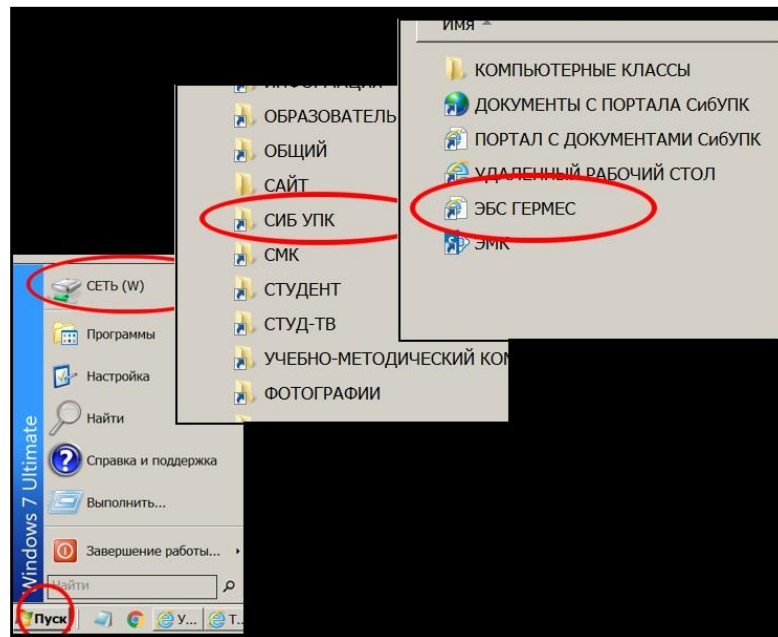 Имя
КОМПЬЮТЕРНЫЕ КЛАССЫ
ДОКУМЕНТЫ С ПОРТАЛА СибУПК
ПОРТАЛ С ДОКУМЕНТАМИ СибУПК
УДАЛЕННЫЙ РАБОЧИЙ СТОЛ
ЭБС ГЕРМЕС
ЭМК
ИНФОРМАЦИЯ
ОБРАЗОВАТЕЛЬ
ОБЩИЙ
САЙТ
СИБ УПК
СМК
СТУДЕНТ
СТУД-ТВ
УЧЕБНО-МЕТОДИЧЕСКИЙ КОМ
ФОТОГРАФИИ
СЕТЬ (W)
Программы
Настройка
Найти
Справка и поддержка
Выполнить...
Завершение работы...
Найти
Windows 7 Ultimate
Пуск
У...
Т...